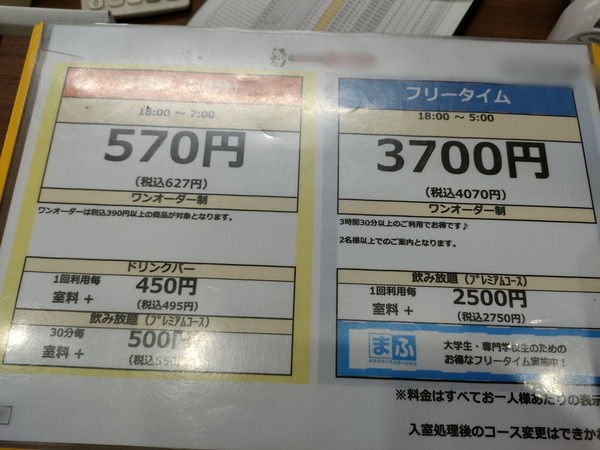 18:00 ～ 7:00
570円
(税込627円)
ワンオーダー制
ワンオーダーは税込390円以上の商品が対象となります。
ドリンクバー
1回利用毎
室料 +
450円
(税込495円)
飲み放題 (プレミアムコース)
30分毎
室料 +
500円
(税込550
フリータイム
18:00 ～ 5:00
3700円
(税込4070円)
ワンオーダー制
3時間30分以上のご利用でお得です♪
2名様以上でのご案内となります。
飲み放題 (プレミアムコース)
1回利用毎
室料 +
2500円
(税込2750円)
まふ
大学生・専門学校生のための
お得なフリータイム実施中！
※料金はすべてお一人様あたりの表示
入室処理後のコース変更はできかね